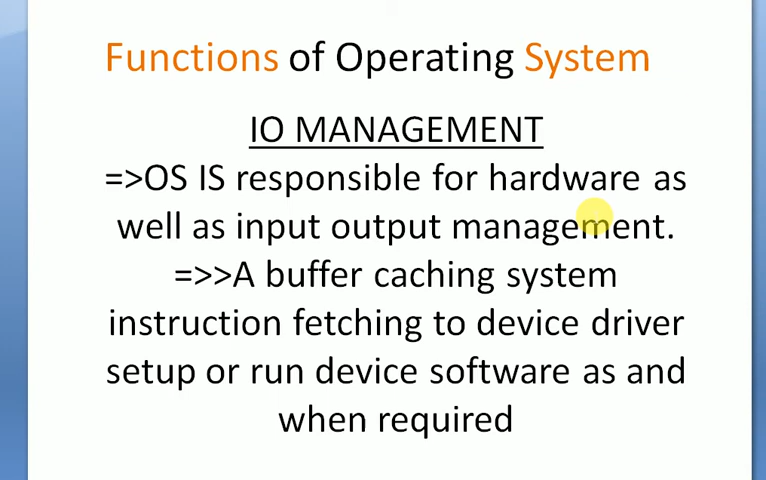 Functions of Operating System
IO MANAGEMENT
=>OS IS responsible for hardware as
well as input output management.
=>>A buffer caching system
instruction fetching to device driver
setup or run device software as and
when required